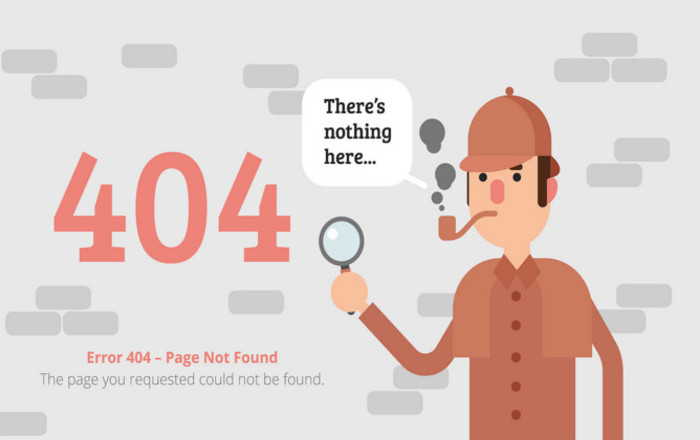 There's
nothing
here...
404
Error 404 – Page Not Found
The page you requested could not be found.